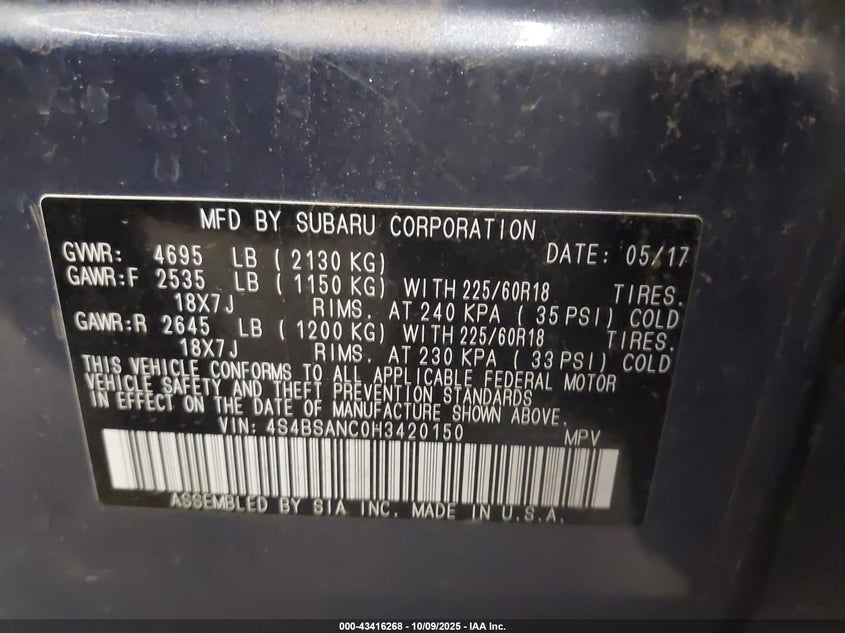 MFD BY SUBARU CORPORATION
GVWR: 4695 LB ( 2130 KG) DATE: 05/17
GAWR:F 2535 LB ( 1150 KG) WITH 225/60R18 TIRES.
18X7J RIMS. AT 240 KPA ( 35 PSI) COLD
GAWR:R 2645 LB ( 1200 KG) WITH 225/60R18 TIRES.
18X7J RIMS. AT 230 KPA ( 33 PSI) COLD
THIS VEHICLE CONFORMS TO ALL APPLICABLE FEDERAL MOTOR
VEHICLE SAFETY AND THEFT PREVENTION STANDARDS
IN EFFECT ON THE DATE OF MANUFACTURE SHOWN ABOVE.
VIN: 4S4BSANC0H3420150 MPV
ASSEMBLED BY SIA INC. MADE IN U.S.A.
000-43416268 - 10/09/2025 - IAA Inc.